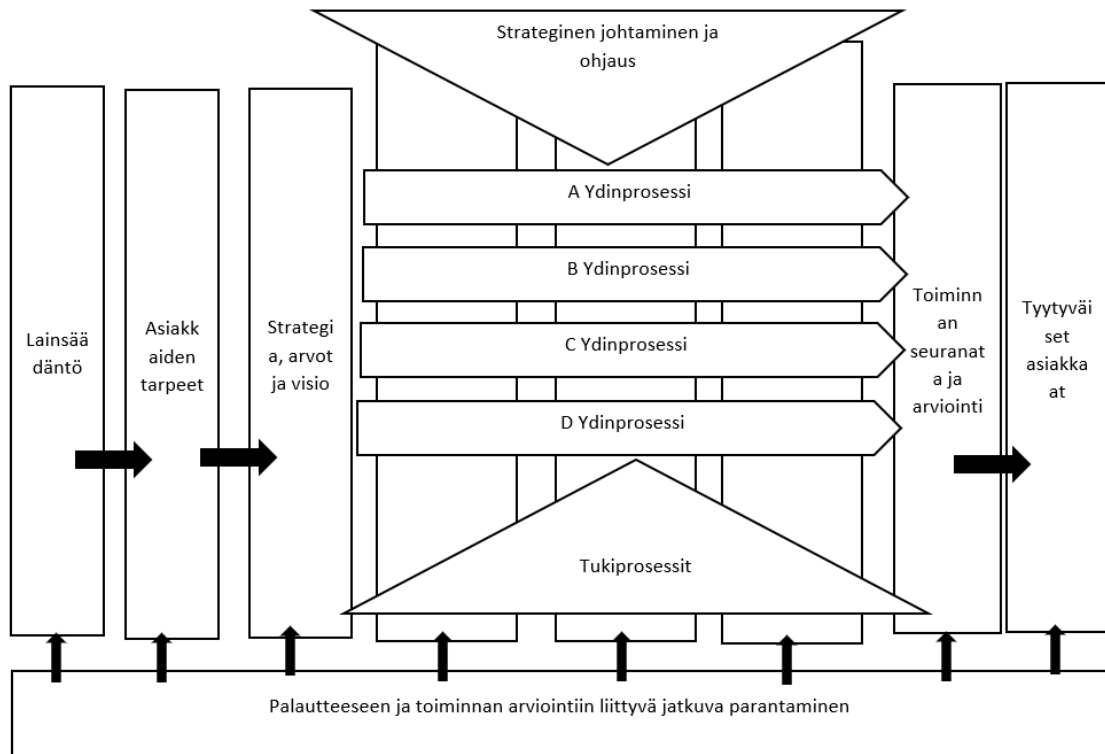 Strateginen johtaminen ja
ohjaus
Lainsää
däntö
Asiakk
aiden
tarpeet
Strategi
a, arvot
ja visio
A Ydinprosessi
B Ydinprosessi
C Ydinprosessi
D Ydinprosessi
Tukiprosessit
Toiminn
an
seuranat
a ja
arviointi
Tyytyväi
set
asiakka
at
Palautteeseen ja toiminnan arviointiin liittyvä jatkuva parantaminen